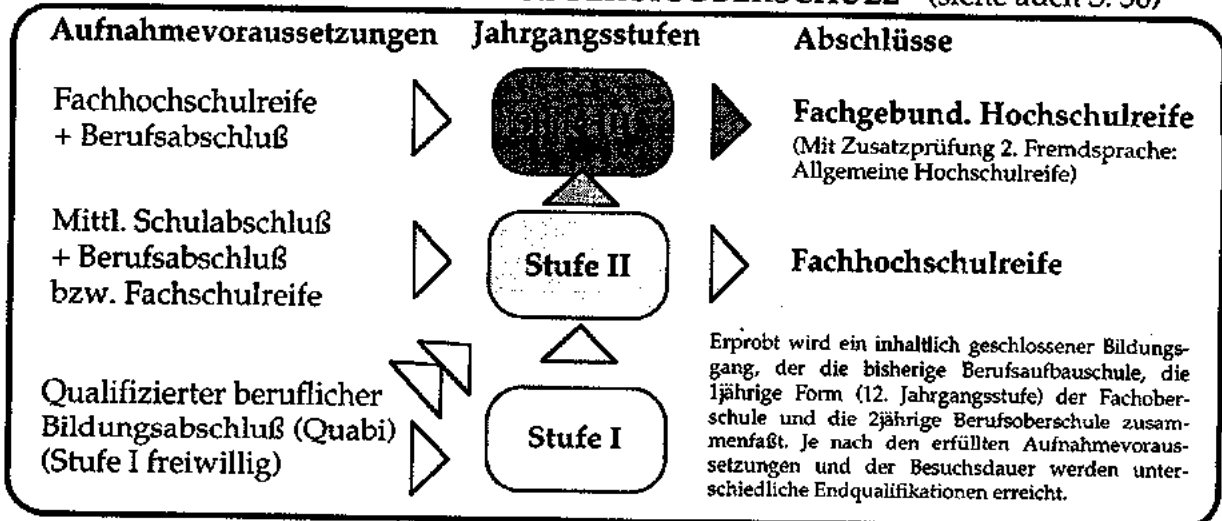 (siehe auch S. 50)
Aufnahmevoraussetzungen Jahrgangsstufen Abschlüsse
Fachhochschulreife
+ Berufsabschluß
Fachgebund. Hochschulreife
(Mit Zusatzprüfung 2. Fremdsprache:
Allgemeine Hochschulreife)
Mittl. Schulabschluß
+ Berufsabschluß
bzw. Fachschulreife
Stufe II
Fachhochschulreife
Qualifizierter beruflicher
Bildungsabschluß (Quabi)
(Stufe I freiwillig)
Stufe I
Erprobt wird ein inhaltlich geschlossener Bildungs-
gang, der die bisherige Berufsaufbauschule, die
1jährige Form (12. Jahrgangsstufe) der Fachober-
schule und die 2jährige Berufsoberschule zusam-
menfaßt. Je nach den erfüllten Aufnahmevoraus-
setzungen und der Besuchsdauer werden unter-
schiedliche Endqualifikationen erreicht.